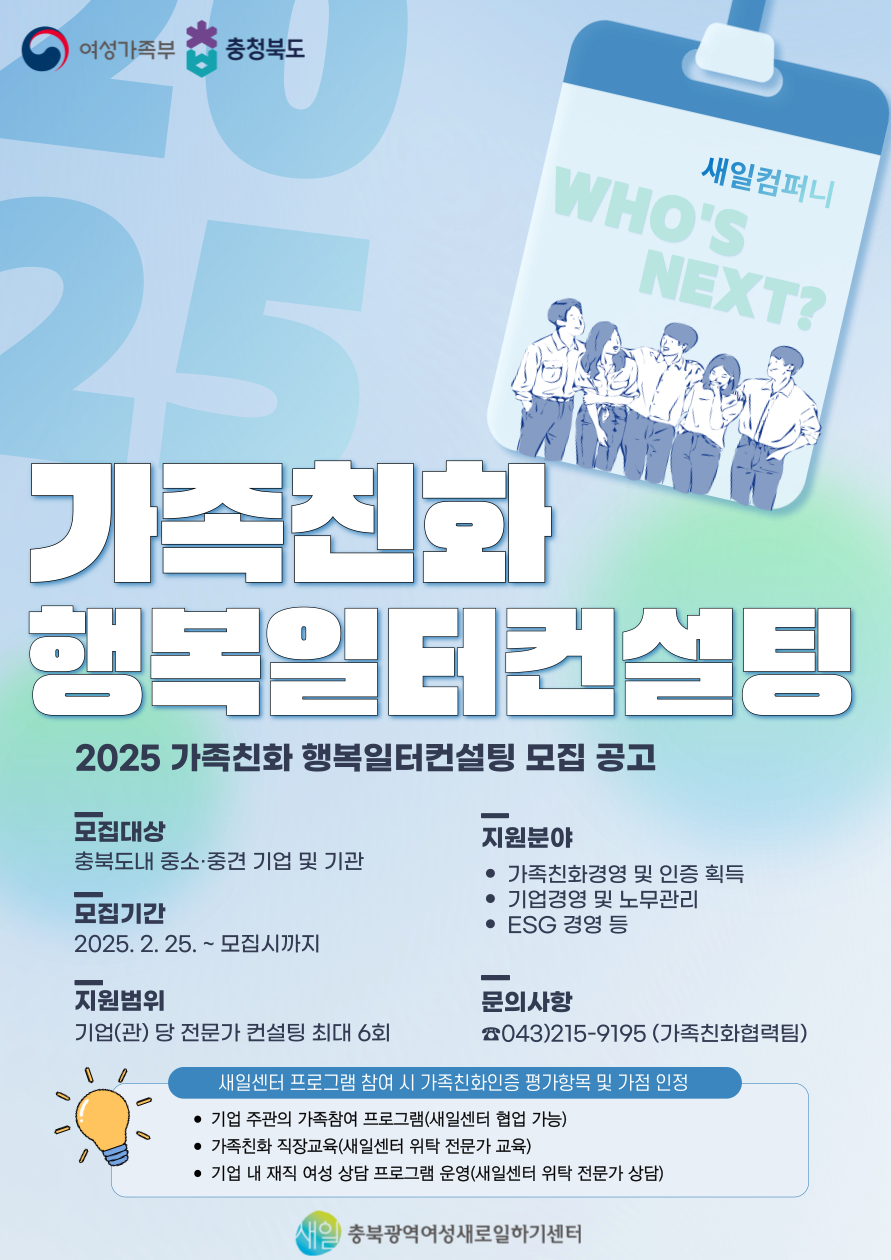 여성가족부 충청북도
2025
새일컴퍼니
WHO'S
NEXT?
가족친화
행복일터컨설팅
2025 가족친화 행복일터컨설팅 모집 공고
모집대상
충북도내 중소·중견 기업 및 기관
모집기간
2025. 2. 25. ~ 모집시까지
지원범위
기업(관) 당 전문가 컨설팅 최대 6회
지원분야
• 가족친화경영 및 인증 획득
• 기업경영 및 노무관리
• ESG 경영 등
문의사항
☎043)215-9195 (가족친화협력팀)
새일센터 프로그램 참여 시 가족친화인증 평가항목 및 가점 인정
• 기업 주관의 가족참여 프로그램(새일센터 협업 가능)
• 가족친화 직장교육(새일센터 위탁 전문가 교육)
• 기업 내 재직 여성 상담 프로그램 운영(새일센터 위탁 전문가 상담)
새일 충북광역여성새로일하기센터